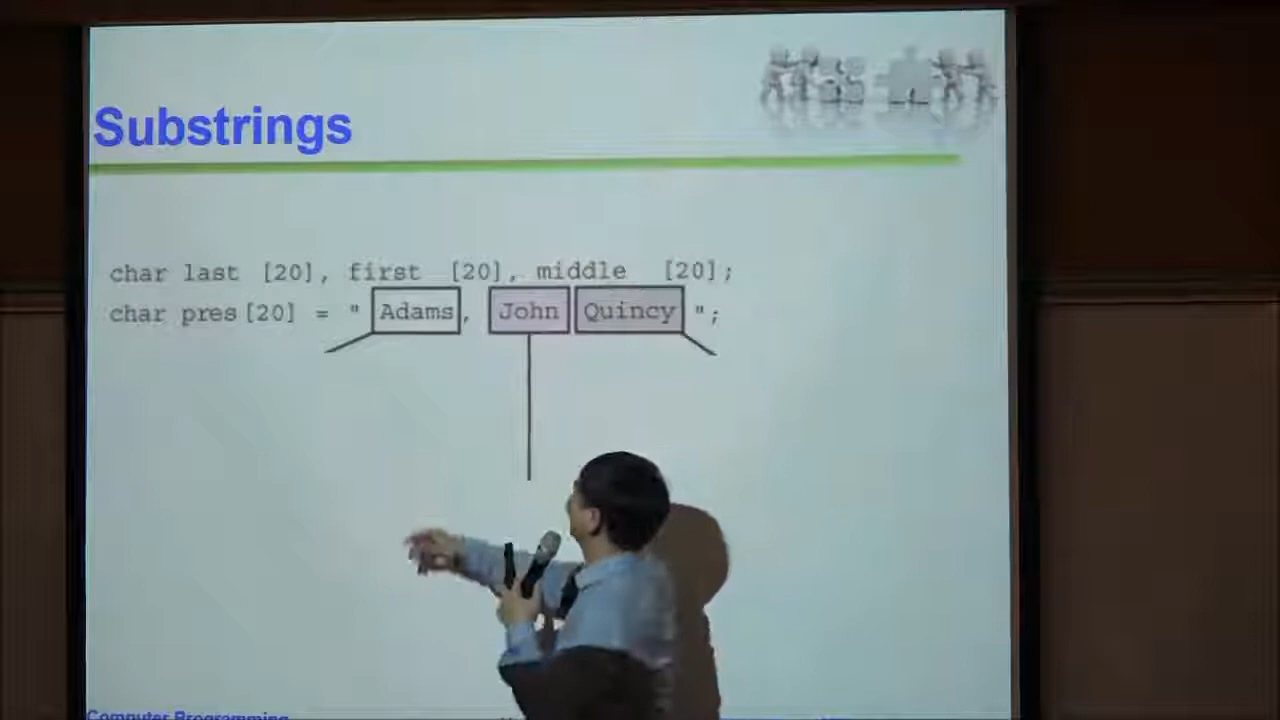 Substrings
char last [20], first [20], middle [20];
char pres[20] = " Adams, John Quincy ";
Computer Programming